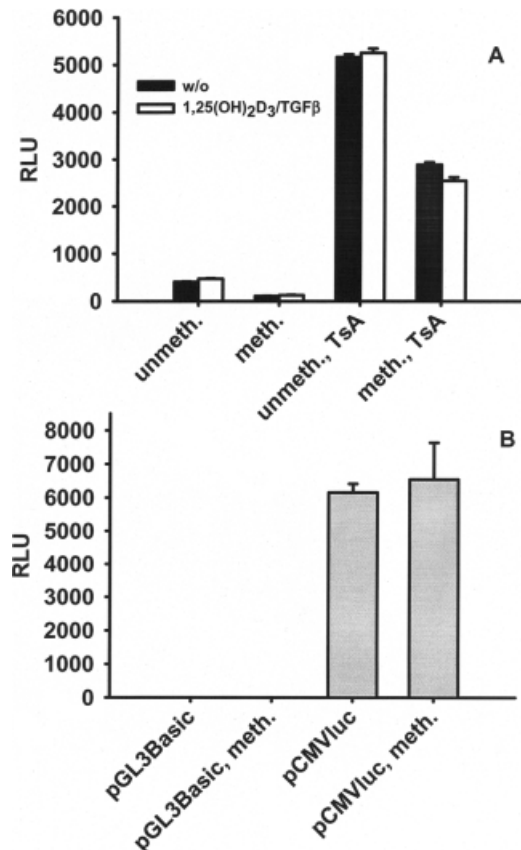 6000
A
w/o
5000
1,25(OH)2D3/TGFβ
4000
RLU
3000
2000
1000
0
unmeth.
meth.
unmeth., TsA
meth., TsA
8000
B
7000
6000
5000
RLU
4000
3000
2000
1000
0
pGL3Basic
pGL3Basic, meth.
pCMVluc
pCMVluc, meth.